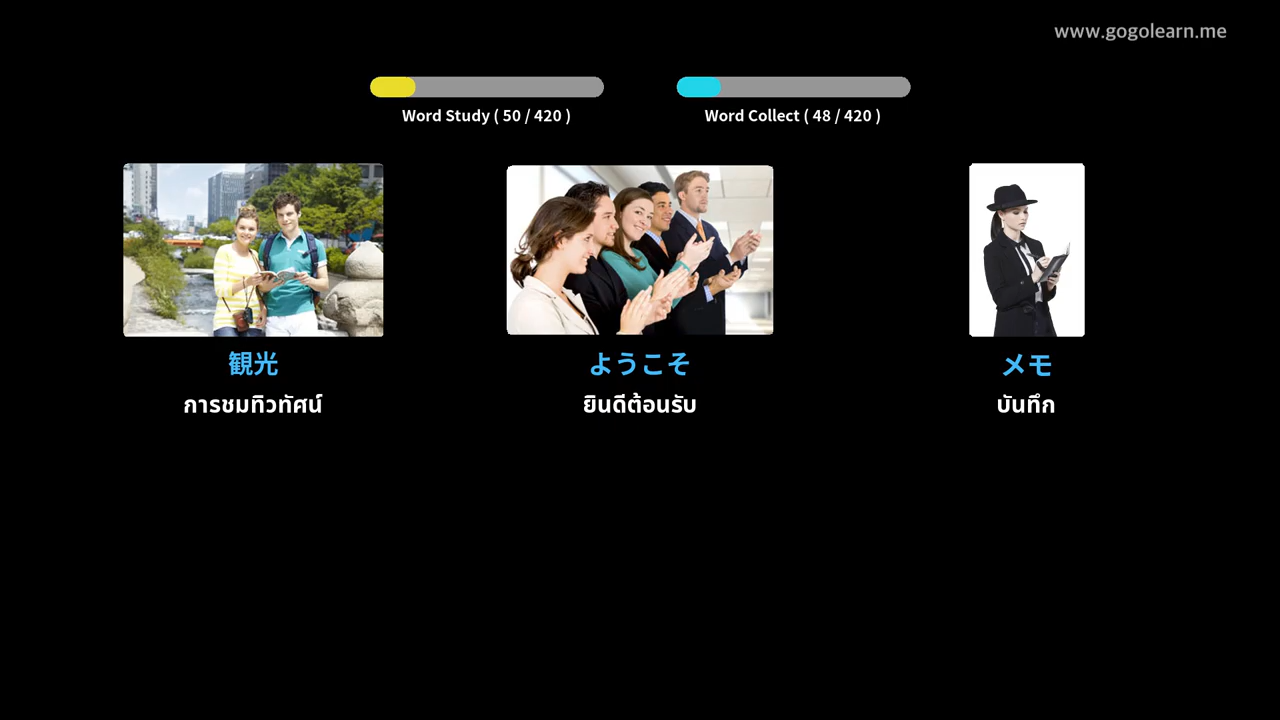 www.gogolearn.me
Word Study ( 50 / 420 )
Word Collect ( 48 / 420 )
観光
ようこそ
メモ
การชมทิวทัศน์
ยินดีต้อนรับ
บันทึก